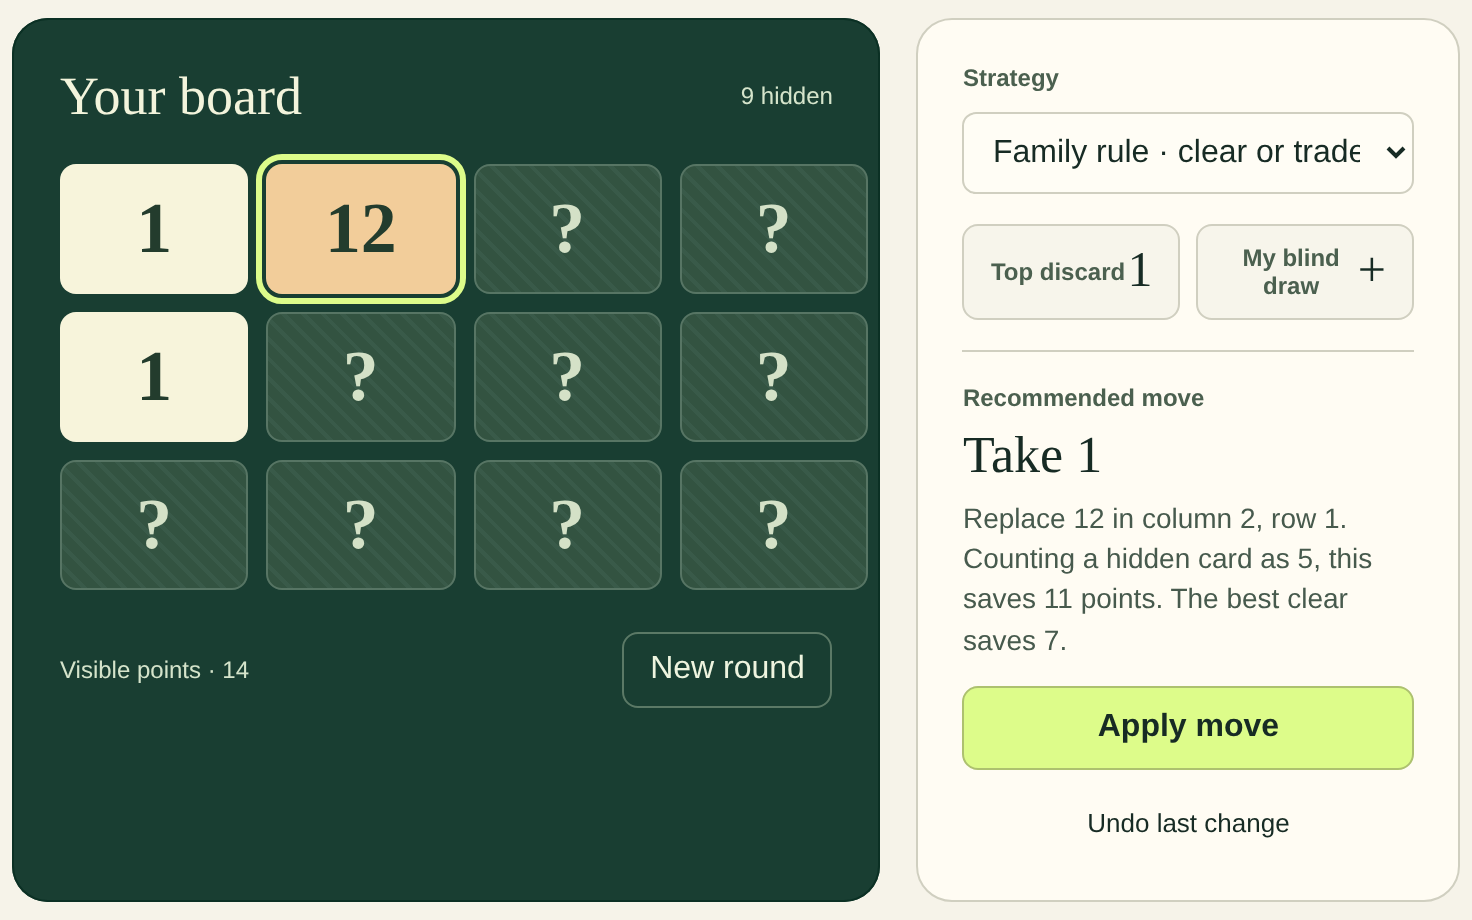 Your board
9 hidden
1 12 ? ?
1 ? ? ?
? ? ? ?
Visible points · 14
New round
Strategy
Family rule · clear or trade
Top discard 1
My blind
draw
+
Recommended move
Take 1
Replace 12 in column 2, row 1.
Counting a hidden card as 5, this
saves 11 points. The best clear
saves 7.
Apply move
Undo last change